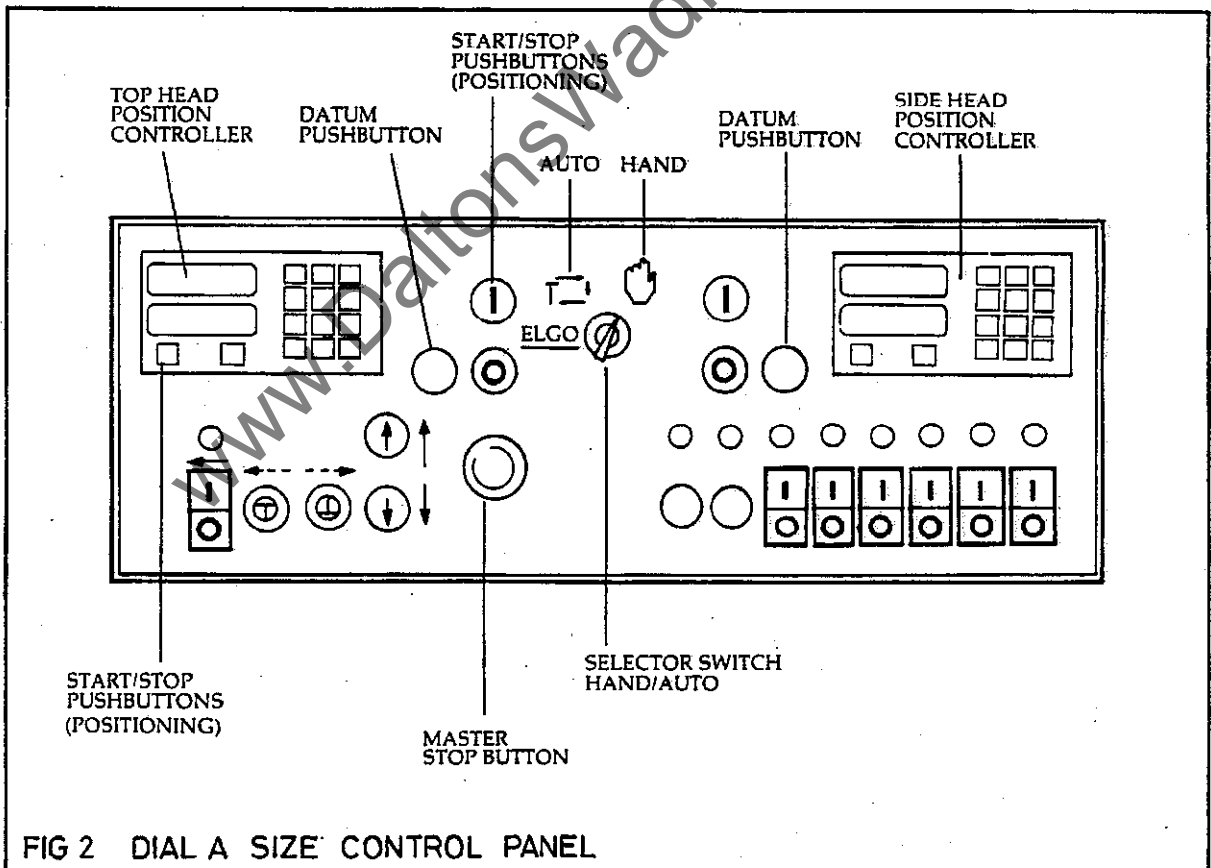 START/STOP
PUSHBUTTONS
(POSITIONING)
TOP HEAD
POSITION
CONTROLLER
DATUM
PUSHBUTTON
DATUM
PUSHBUTTON
SIDE HEAD
POSITION
CONTROLLER
AUTO HAND
ELGO
START/STOP
PUSHBUTTONS
(POSITIONING)
MASTER
STOP BUTTON
SELECTOR SWITCH
HAND/AUTO
FIG 2 DIAL A SIZE CONTROL PANEL
www.DaltonsWad